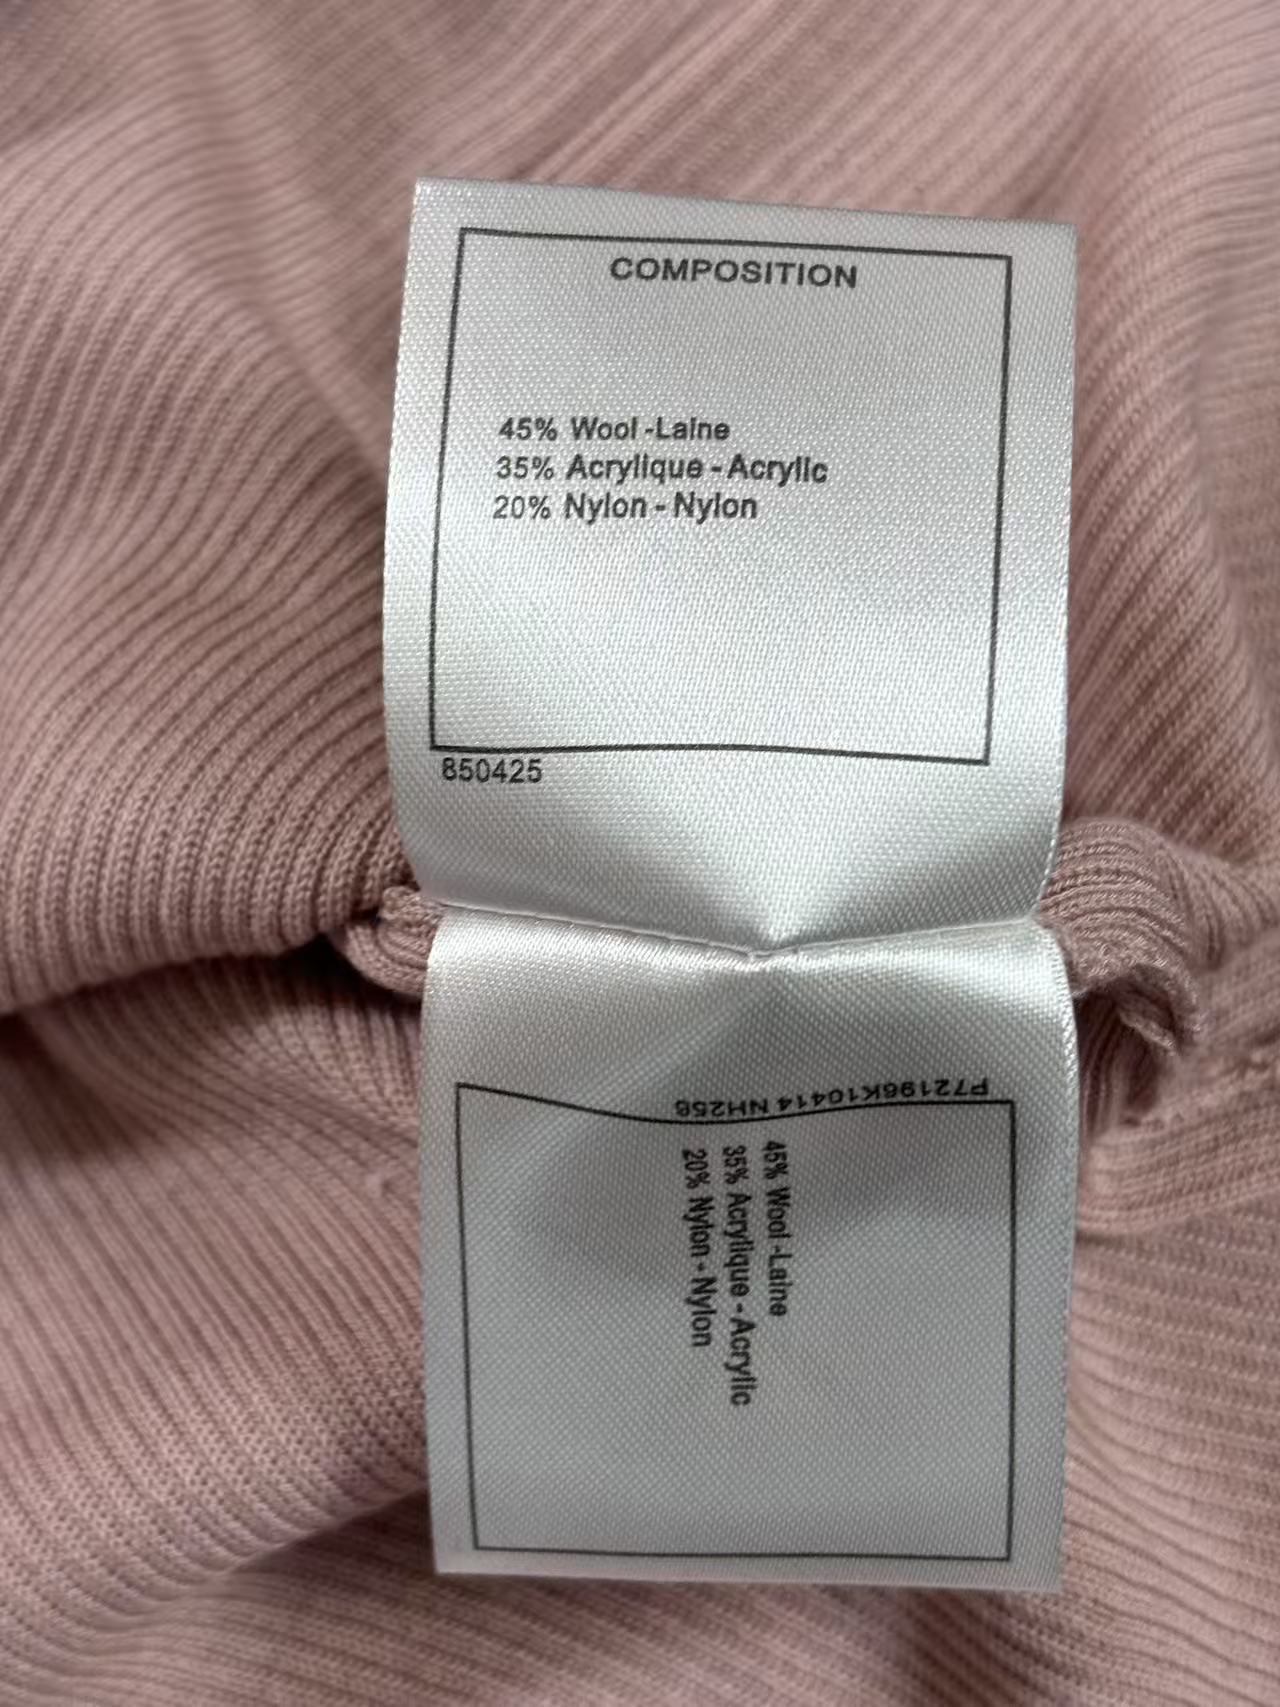 COMPOSITION
45% Wool -Laine
35% Acrylique - Acrylic
20% Nylon - Nylon
850425
P72196K10414 NH256
45% Wool -Laine
35% Acrylique - Acrylic
20% Nylon - Nylon